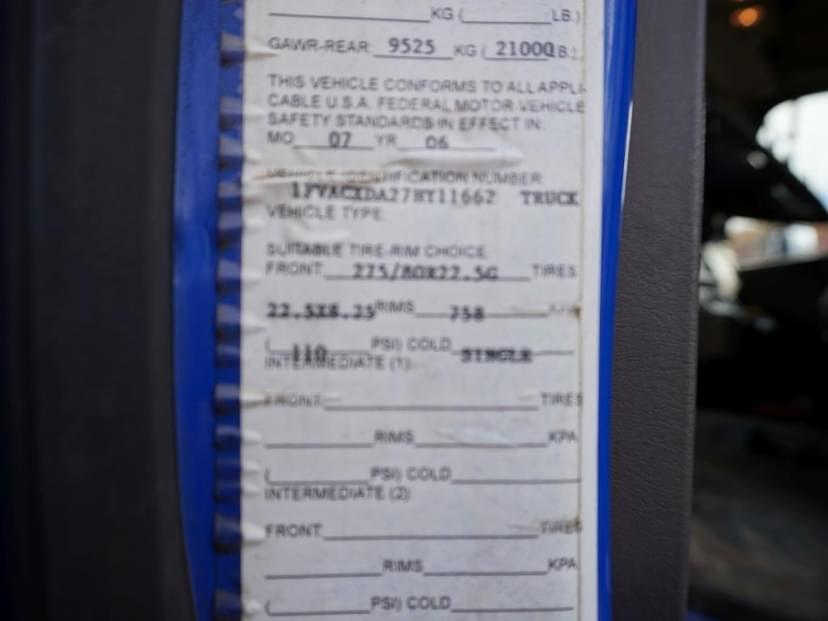 KG (LB.)
GAWR-REAR: 9525 KG ( 21000LB.)
THIS VEHICLE CONFORMS TO ALL APPLI-
CABLE U.S.A. FEDERAL MOTOR VEHICLE
SAFETY STANDARDS IN EFFECT IN:
MO. 07 YR. 06
VEHICLE IDENTIFICATION NUMBER:
1FVACXDA27HY11662 TRUCK
VEHICLE TYPE:
SUITABLE TIRE-RIM CHOICE
FRONT 275/80R22.5G TIRES
22.5X8.25 RIMS 758 KPA
( 110 PSI) COLD SINGLE
INTERMEDIATE (1):
FRONT: TIRES
RIMS KPA
( PSI) COLD
INTERMEDIATE (2):
FRONT TIRES
RIMS KPA
( PSI) COLD